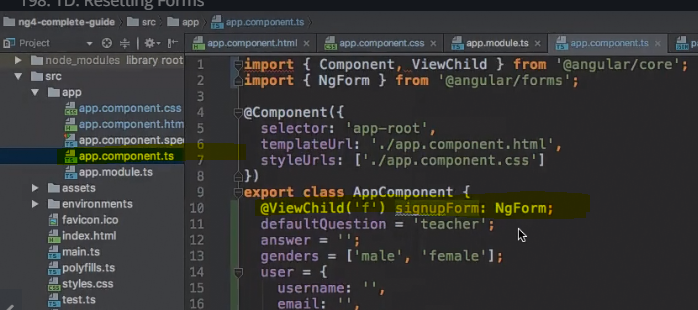 198. TD: Resetting Forms
ng4-complete-guide src app app.component.ts
Project
app.component.html × app.component.css × app.module.ts × app.component.ts ×
node_modules library root
src
app
app.component.css
app.component.htm
app.component.spe
app.component.ts
app.module.ts
assets
environments
favicon.ico
index.html
main.ts
polyfills.ts
styles.css
test.ts
1 import { Component, ViewChild } from '@angular/core';
2 import { NgForm } from '@angular/forms';
3
4 @Component({
5 selector: 'app-root',
6 templateUrl: './app.component.html',
7 styleUrls: ['./app.component.css']
8 })
9 export class AppComponent {
10 @ViewChild('f') signupForm: NgForm;
11 defaultQuestion = 'teacher';
12 answer = '';
13 genders = ['male', 'female'];
14 user = {
15 username: '',
16 email: '',